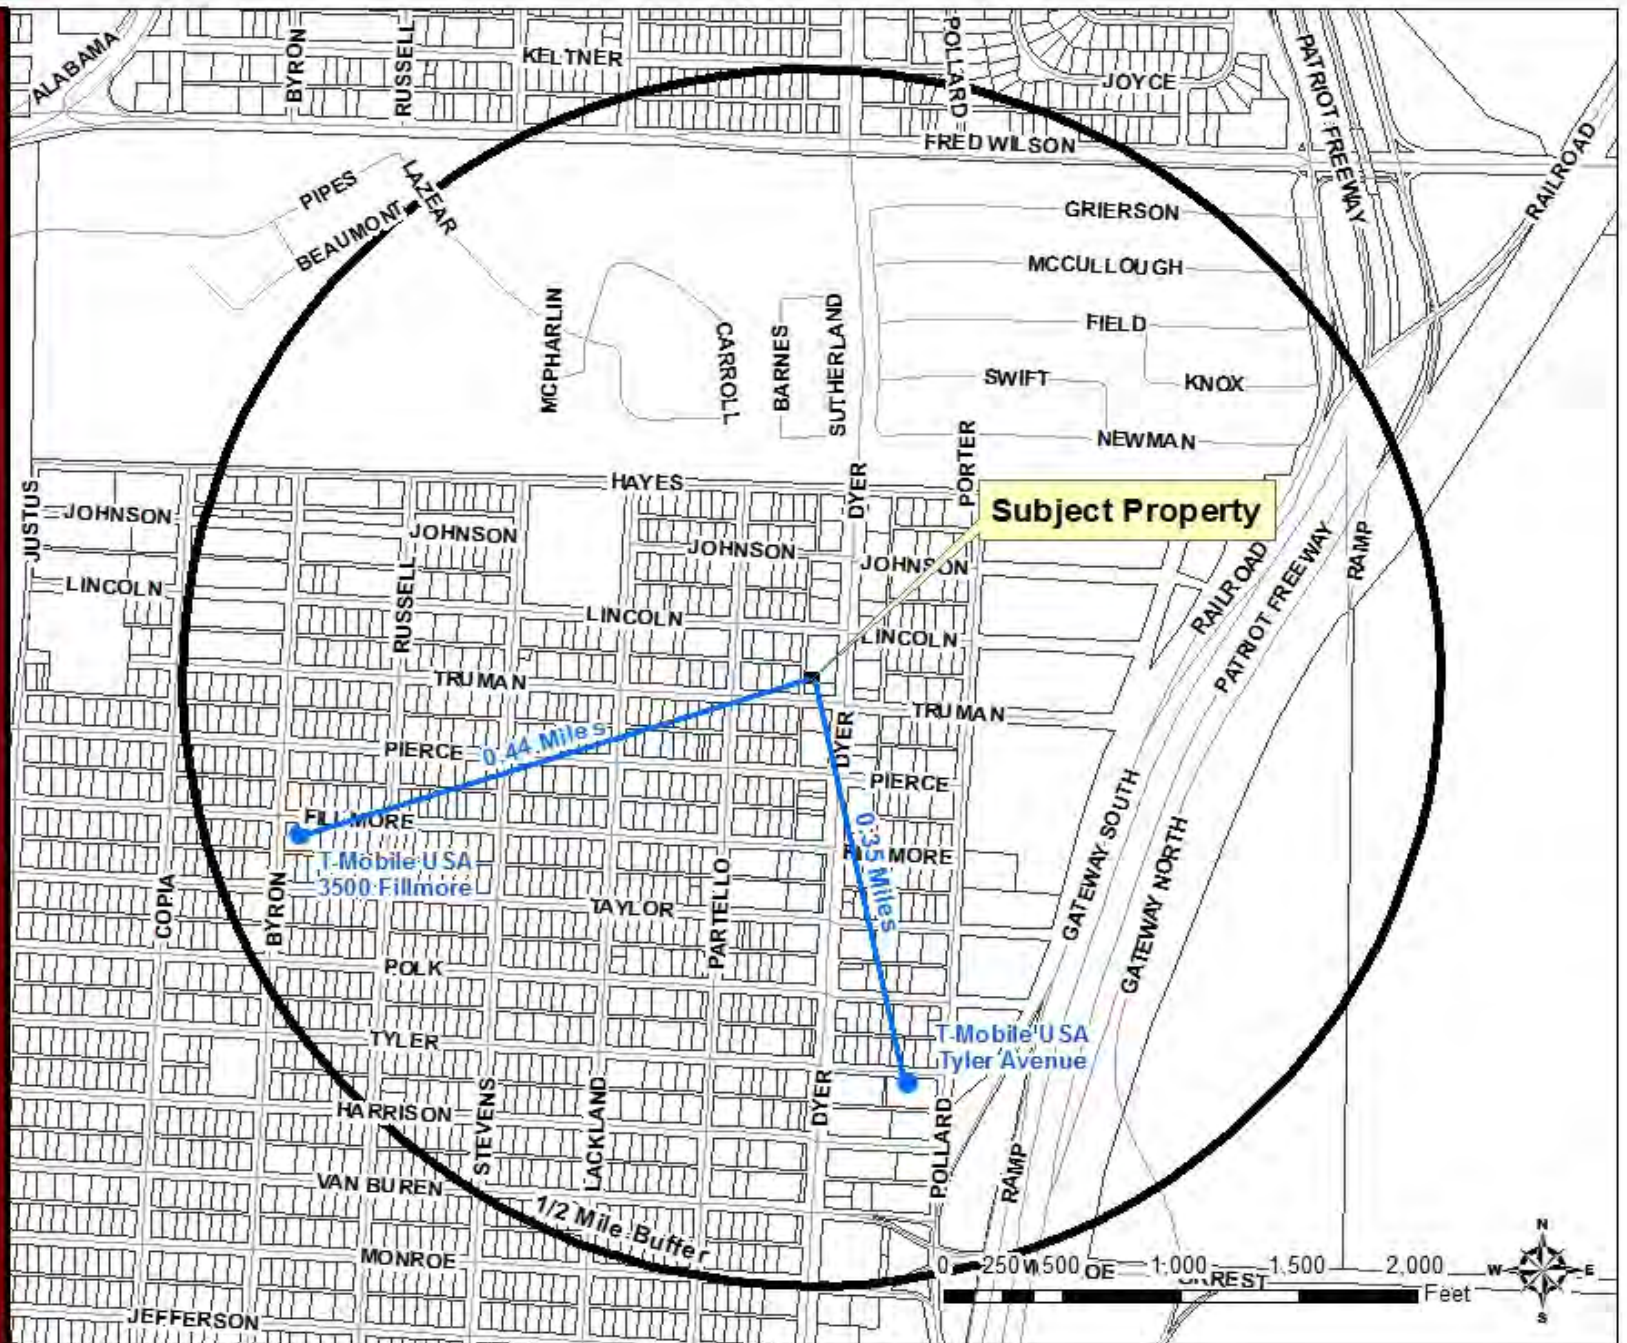 ALABAMA
BYRON
RUSSELL
KELTNER
POLLARD
JOYCE
PATRIOT FREEWAY
FRED WILSON
RAILROAD
PIPES
LAZEAR
BEAUMONT
GRIERSON
MCCULLOUGH
FIELD
SWIFT
KNOX
NEWMAN
MCPHARLIN
CARROLL
BARNES
SUTHERLAND
PORTER
DYER
HAYES
Subject Property
JUSTUS
JOHNSON
JOHNSON
JOHNSON
JOHNSON
LINCOLN
RUSSELL
LINCOLN
LINCOLN
RAILROAD
PATRIOT FREEWAY
RAMP
TRUMAN
TRUMAN
DYER
PIERCE
0.44 Miles
PIERCE
FILLMORE
0.35 Miles
T-Mobile USA
3500 Fillmore
GATEWAY SOUTH
GATEWAY NORTH
COPIA
BYRON
TAYLOR
PARTELLO
POLK
TYLER
T-Mobile USA
Tyler Avenue
HARRISON
STEVENS
LACKLAND
DYER
POLLARD
RAMP
VAN BUREN
1/2 Mile Buffer
MONROE
JEFFERSON
0 250 500 1,000 1,500 2,000
Feet
N
W E
S